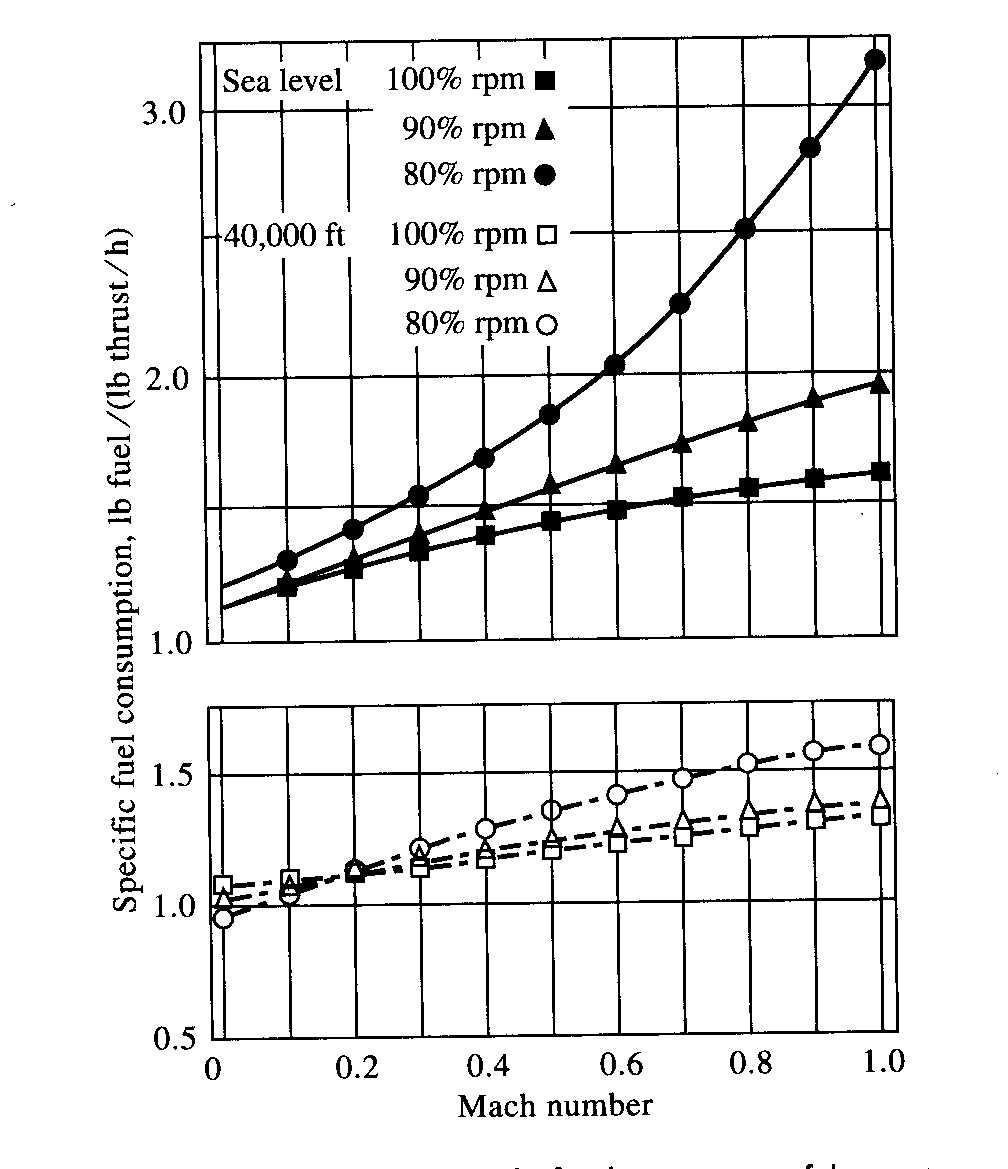 Sea level 100% rpm
90% rpm
80% rpm
40,000 ft 100% rpm
90% rpm
80% rpm
Specific fuel consumption, lb fuel/(lb thrust/h)
3.0
2.0
1.0
1.5
1.0
0.5
0 0.2 0.4 0.6 0.8 1.0
Mach number